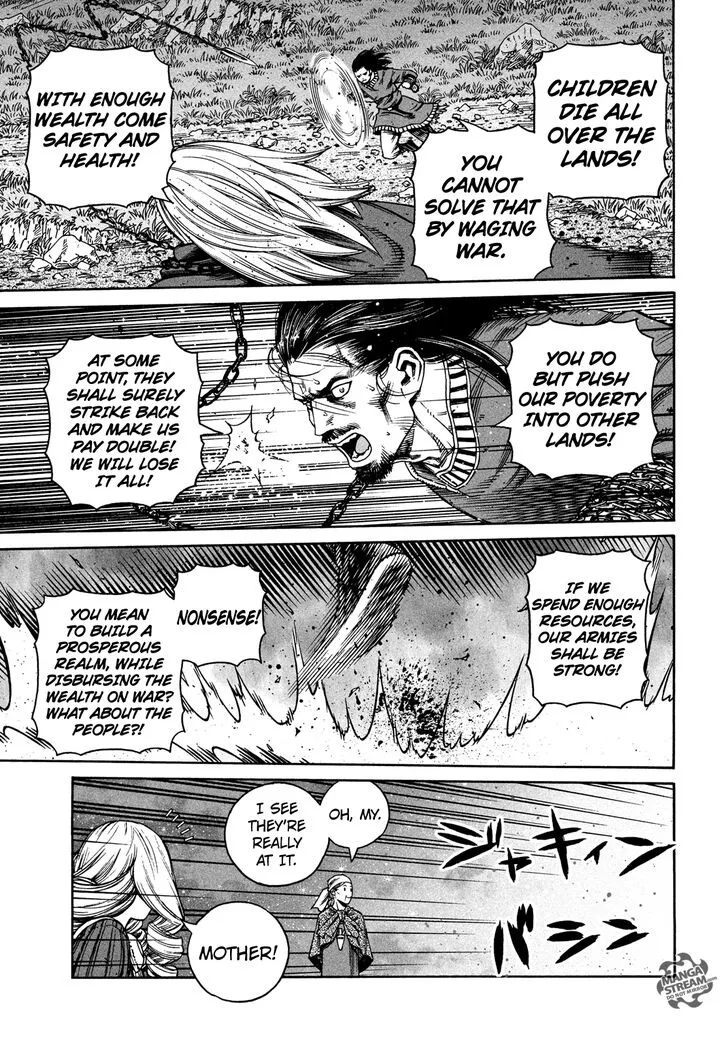 CHILDREN
DIE ALL
OVER THE
LANDS!
YOU
CANNOT
SOLVE THAT
BY WAGING
WAR.
WITH ENOUGH
WEALTH COME
SAFETY AND
HEALTH!
YOU DO
BUT PUSH
OUR POVERTY
INTO OTHER
LANDS!
AT SOME
POINT, THEY
SHALL SURELY
STRIKE BACK
AND MAKE US
PAY DOUBLE!
WE WILL LOSE
IT ALL!
IF WE
SPEND ENOUGH
RESOURCES,
OUR ARMIES
SHALL BE
STRONG!
NONSENSE!
YOU MEAN
TO BUILD A
PROSPEROUS
REALM, WHILE
DISBURSING THE
WEALTH ON WAR?
WHAT ABOUT THE
PEOPLE?!
ジャキィン
バシン
OH, MY.
I SEE
THEY'RE
REALLY
AT IT.
MOTHER!
MANGA
STREAM
DO NOT MIRROR